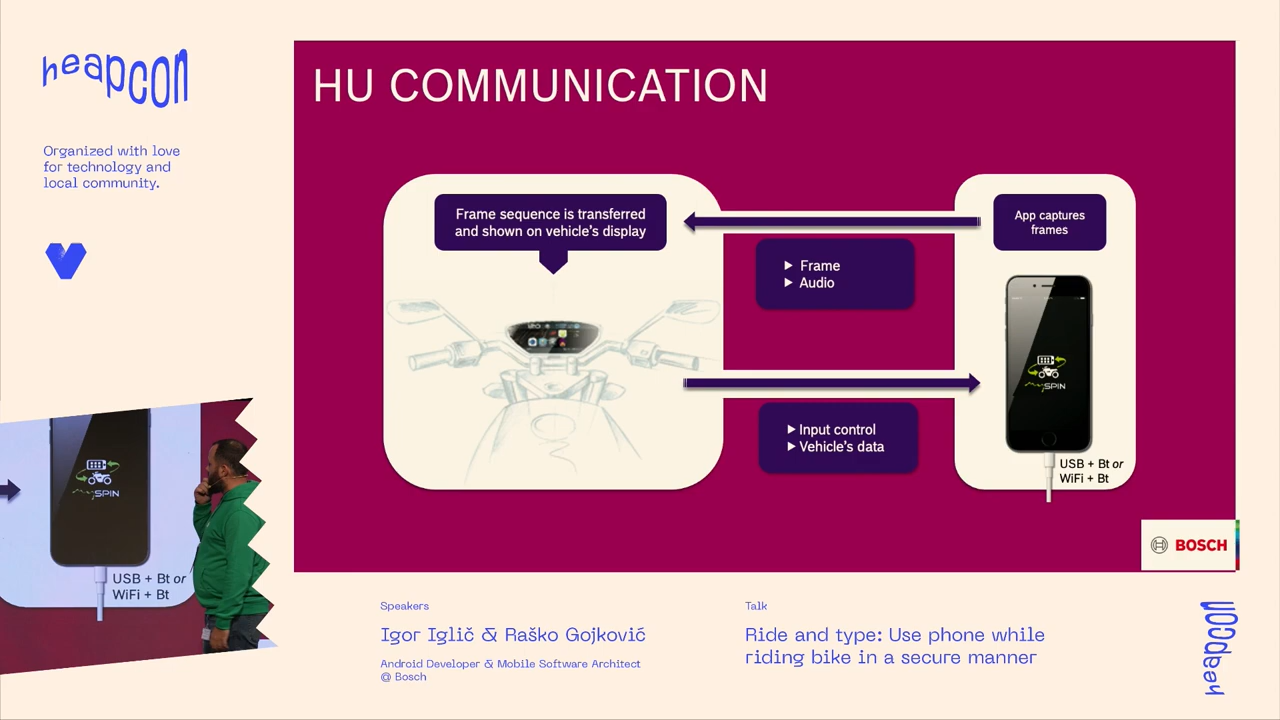 heapcon
Organized with love
for technology and
local community.
HU COMMUNICATION
Frame sequence is transferred
and shown on vehicle's display
App captures
frames
▶ Frame
▶ Audio
▶ Input control
▶ Vehicle's data
mySPIN
USB + Bt or
WiFi + Bt
BOSCH
mySPIN
USB + Bt or
WiFi + Bt
Speakers
Igor Iglič & Raško Gojković
Android Developer & Mobile Software Architect
@ Bosch
Talk
Ride and type: Use phone while
riding bike in a secure manner
heapcon